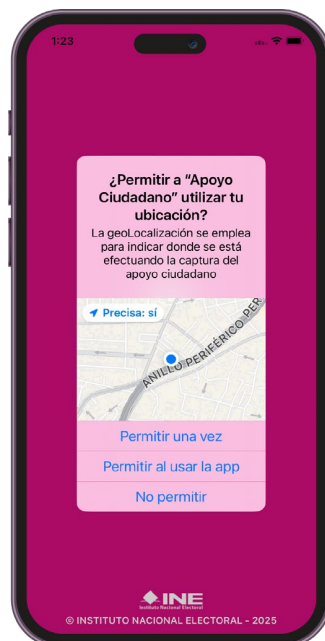 1:23
¿Permitir a “Apoyo
Ciudadano” utilizar tu
ubicación?
La geoLocalización se emplea
para indicar donde se está
efectuando la captura del
apoyo ciudadano
Precisa: sí
ANILLO PERIFÉRICO PER
Permitir una vez
Permitir al usar la app
No permitir
INE
Instituto Nacional Electoral
© INSTITUTO NACIONAL ELECTORAL - 2025